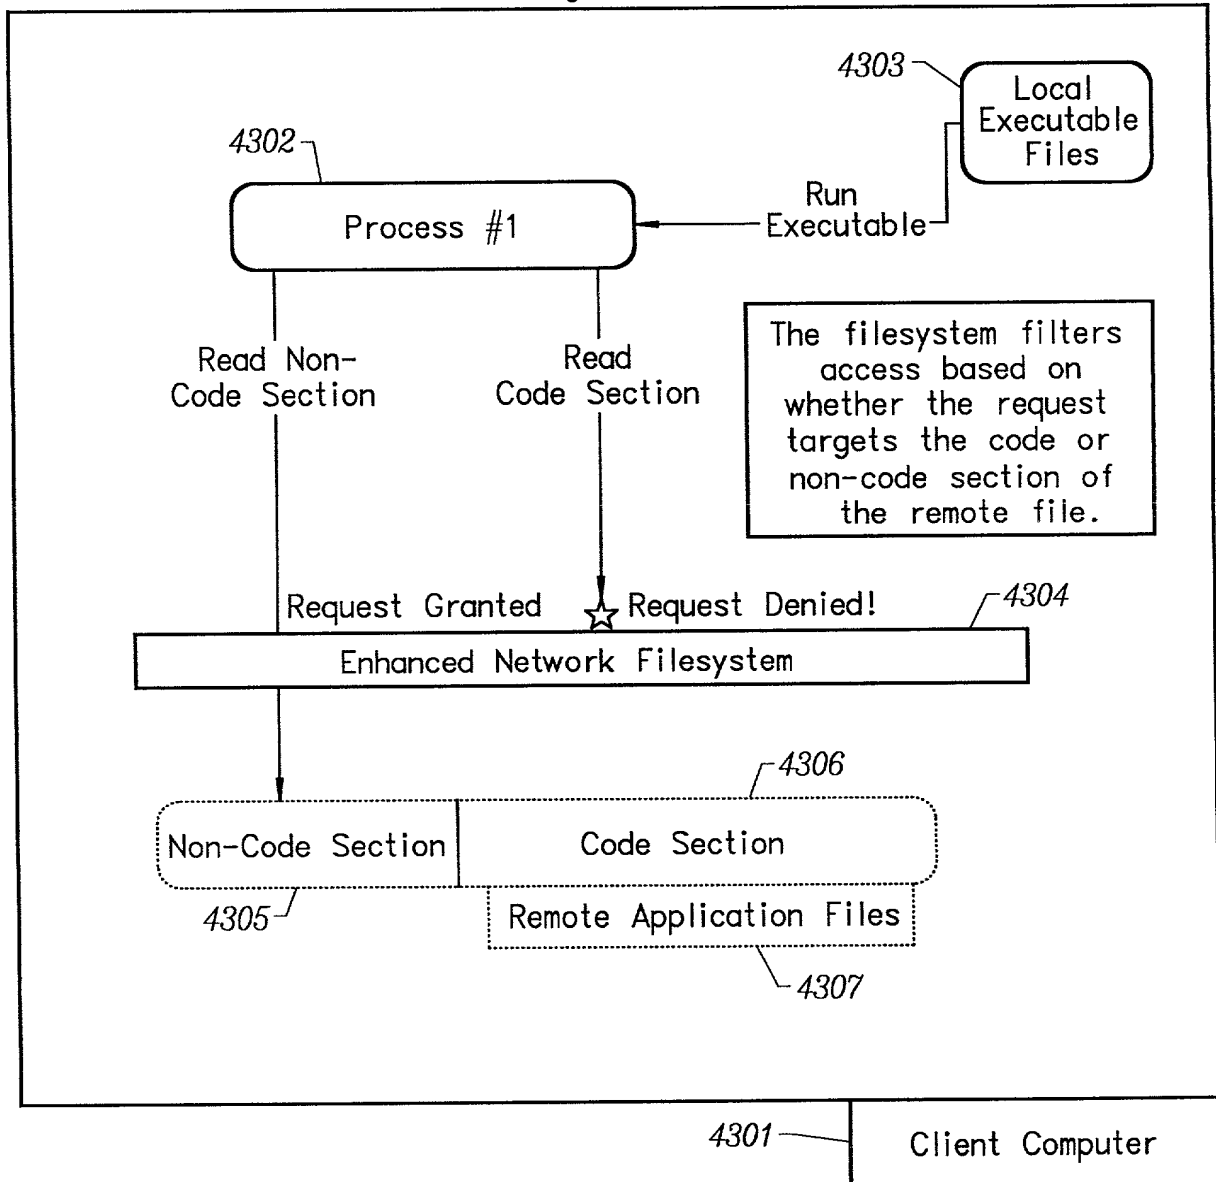 4303
Local
Executable
Files
4302
Run
Executable
Process #1
Read Non-
Code Section
Read
Code Section
The filesystem filters
access based on
whether the request
targets the code or
non-code section of
the remote file.
Request Granted
Request Denied!
4304
Enhanced Network Filesystem
4306
Non-Code Section
Code Section
4305
Remote Application Files
4307
4301
Client Computer